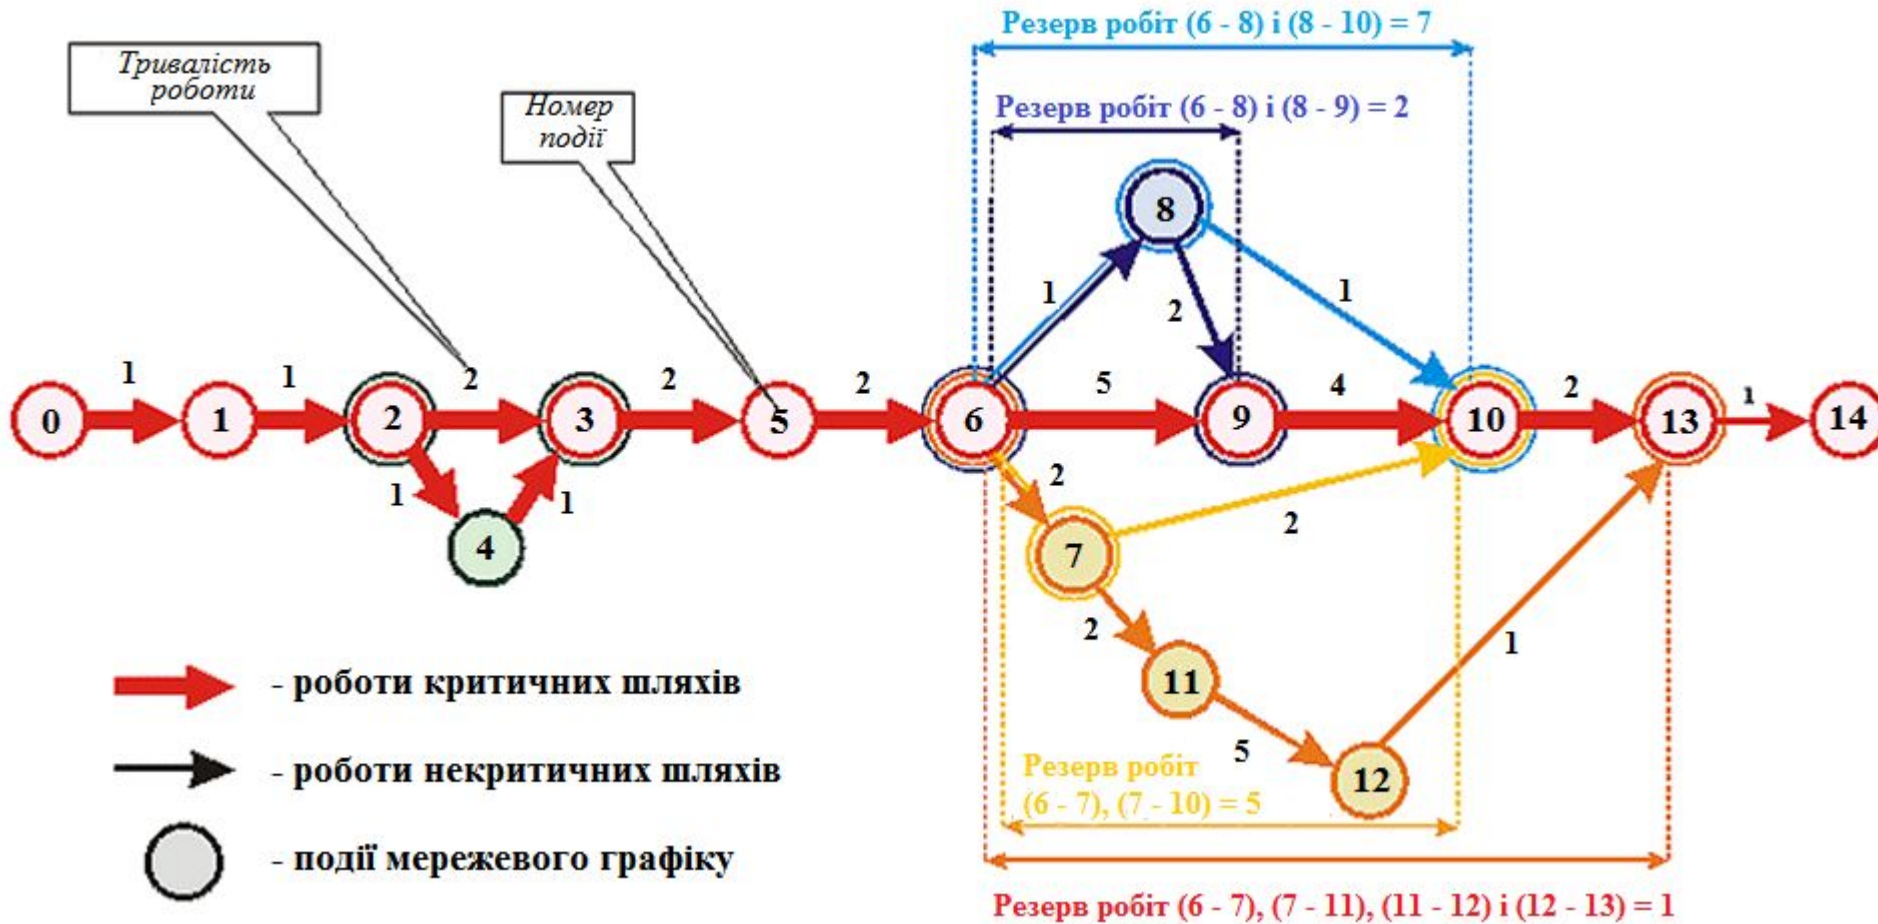 Резерв робіт (6 - 8) і (8 - 10) = 7
Тривалість
роботи
Номер
події
Резерв робіт (6 - 8) і (8 - 9) = 2
8
1
2
1
1
1
2
2
2
5
4
2
1
0
1
2
3
5
6
9
10
13
14
1
1
2
2
4
7
2
1
11
- роботи критичних шляхів
5
12
- роботи некритичних шляхів
Резерв робіт
(6 - 7), (7 - 10) = 5
- події мережевого графіку
Резерв робіт (6 - 7), (7 - 11), (11 - 12) і (12 - 13) = 1